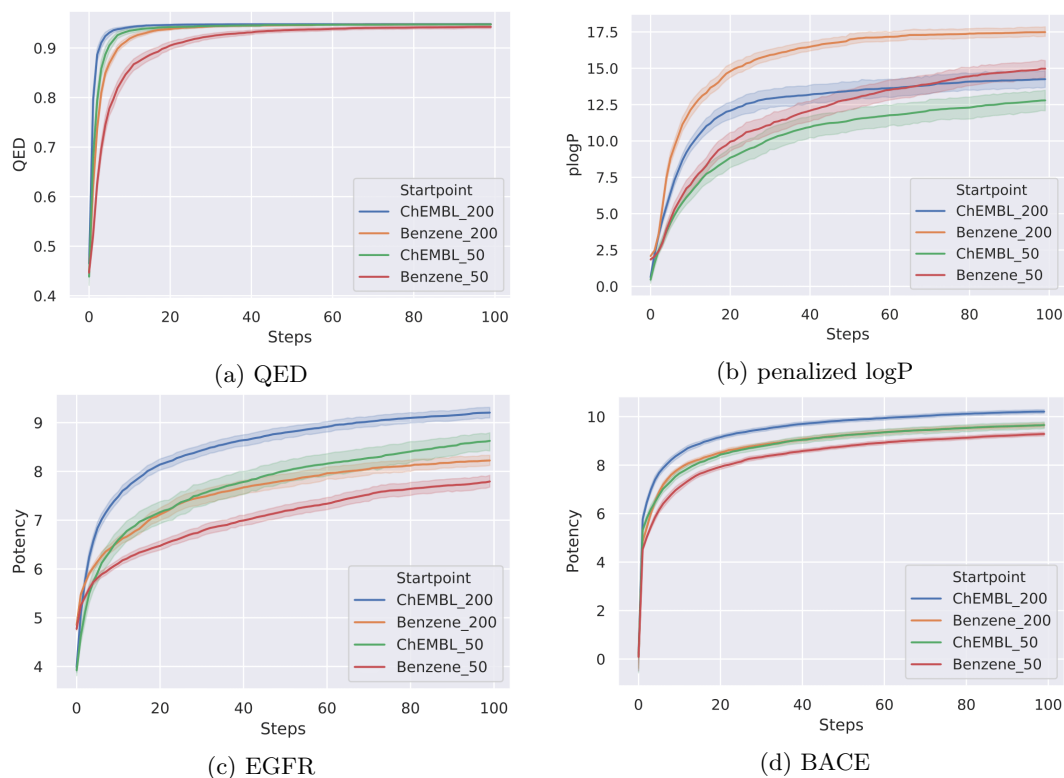 QED
0.9
0.8
0.7
0.6
0.5
0.4
Startpoint
ChEMBL_200
Benzene_200
ChEMBL_50
Benzene_50
0 20 40 60 80 100
Steps
(a) QED
plogP
17.5
15.0
12.5
10.0
7.5
5.0
2.5
0.0
Startpoint
ChEMBL_200
Benzene_200
ChEMBL_50
Benzene_50
0 20 40 60 80 100
Steps
(b) penalized logP
Potency
9
8
7
6
5
4
Startpoint
ChEMBL_200
Benzene_200
ChEMBL_50
Benzene_50
0 20 40 60 80 100
Steps
(c) EGFR
Potency
10
8
6
4
2
0
Startpoint
ChEMBL_200
Benzene_200
ChEMBL_50
Benzene_50
0 20 40 60 80 100
Steps
(d) BACE